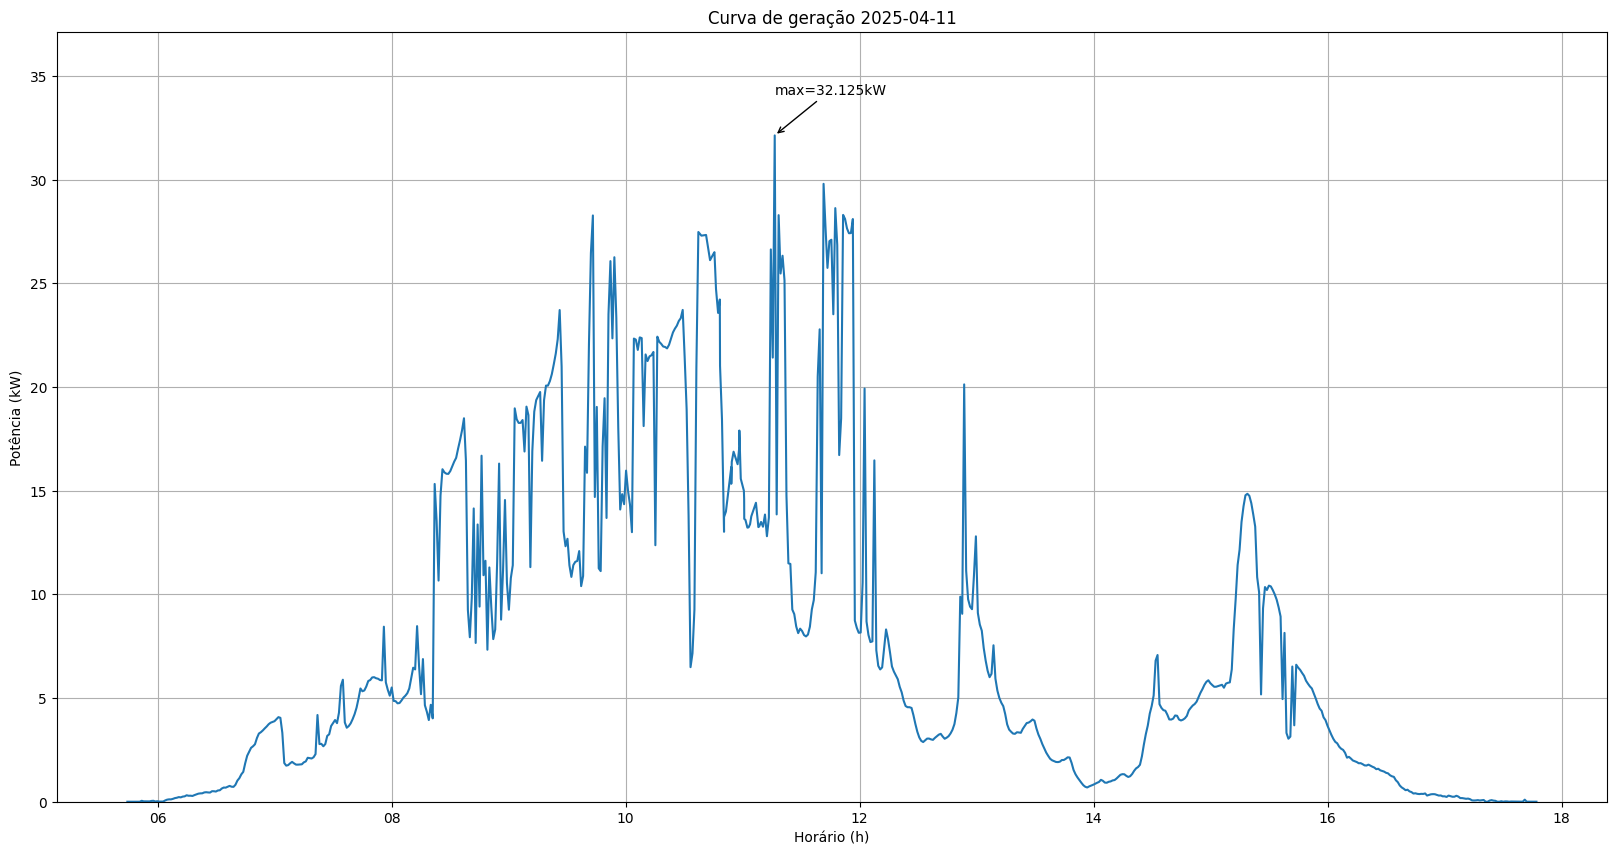 Curva de geração 2025-04-11
max=32.125kW
Potência (kW)
35
30
25
20
15
10
5
0
06 08 10 12 14 16 18
Horário (h)